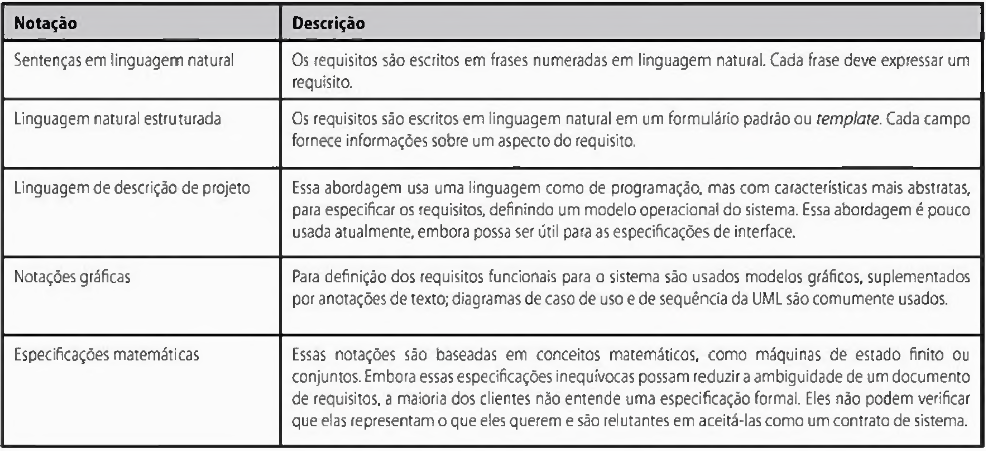 Notação Descrição
Sentenças em linguagem natural Os requisitos são escritos em frases numeradas em linguagem natural. Cada frase deve expressar um
requisito.
Linguagem natural estruturada Os requisitos são escritos em linguagem natural em um formulário padrão ou template. Cada campo
fornece informações sobre um aspecto do requisito.
Linguagem de descrição de projeto Essa abordagem usa uma linguagem como de programação, mas com características mais abstratas,
para especificar os requisitos, definindo um modelo operacional do sistema. Essa abordagem é pouco
usada atualmente, embora possa ser útil para as especificações de interface.
Notações gráficas Para definição dos requisitos funcionais para o sistema são usados modelos gráficos, suplementados
por anotações de texto; diagramas de caso de uso e de sequência da UML são comumente usados.
Especificações matemáticas Essas notações são baseadas em conceitos matemáticos, como máquinas de estado finito ou
conjuntos. Embora essas especificações inequívocas possam reduzir a ambiguidade de um documento
de requisitos, a maioria dos clientes não entende uma especificação formal. Eles não podem verificar
que elas representam o que eles querem e são relutantes em aceitá-las como um contrato de sistema.